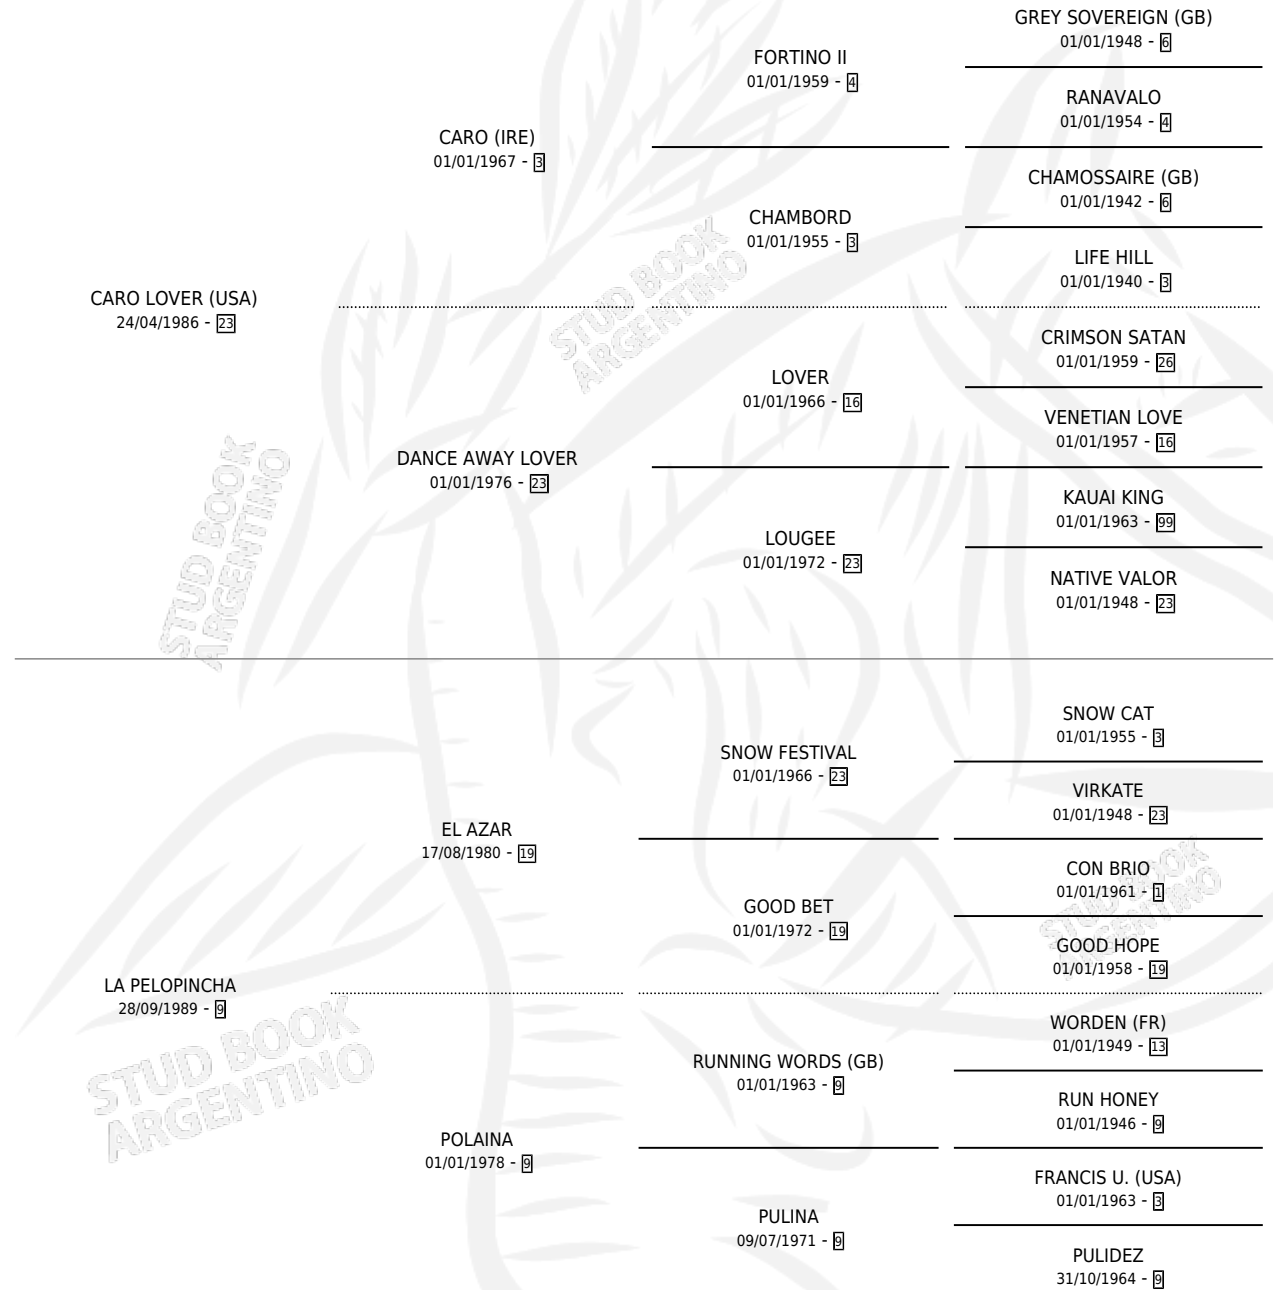 GREY SOVEREIGN (GB)
01/01/1948 - 6
FORTINO II
01/01/1959 - 4
RANAVALO
01/01/1954 - 4
CARO (IRE)
01/01/1967 - 3
CHAMOSSAIRE (GB)
01/01/1942 - 6
CHAMBORD
01/01/1955 - 3
LIFE HILL
01/01/1940 - 3
CARO LOVER (USA)
24/04/1986 - 23
STUD BOOK
ARGENTINO
CRIMSON SATAN
01/01/1959 - 26
LOVER
01/01/1966 - 16
VENETIAN LOVE
01/01/1957 - 16
DANCE AWAY LOVER
01/01/1976 - 23
KAUAI KING
01/01/1963 - 99
LOUGEE
01/01/1972 - 23
NATIVE VALOR
01/01/1948 - 23
STUD BOOK
ARGENTINO
SNOW CAT
01/01/1955 - 3
SNOW FESTIVAL
01/01/1966 - 23
VIRKATE
01/01/1948 - 23
EL AZAR
17/08/1980 - 19
CON BRIO
01/01/1961 - 1
GOOD BET
01/01/1972 - 19
STUD BOOK
ARGENTINO
GOOD HOPE
01/01/1958 - 19
LA PELOPINCHA
28/09/1989 - 9
STUD BOOK
ARGENTINO
WORDEN (FR)
01/01/1949 - 13
RUNNING WORDS (GB)
01/01/1963 - 9
RUN HONEY
01/01/1946 - 9
POLAINA
01/01/1978 - 9
FRANCIS U. (USA)
01/01/1963 - 3
PULINA
09/07/1971 - 9
PULIDEZ
31/10/1964 - 9